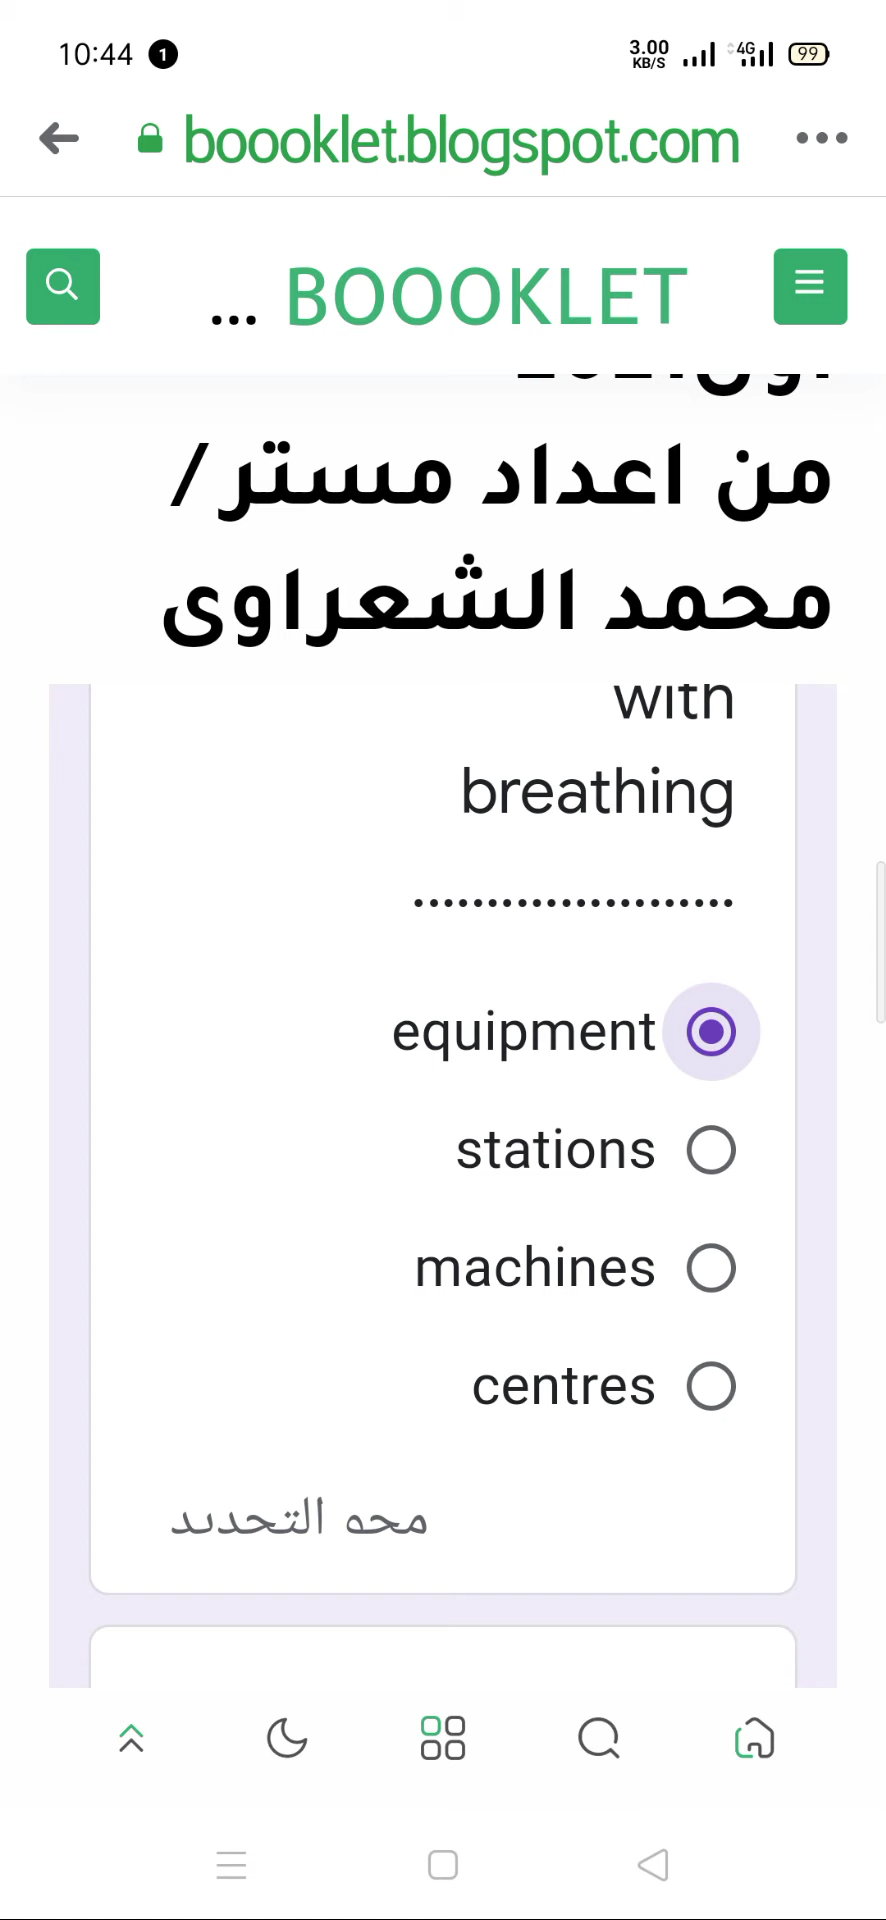 10:44 1 3.00 KB/S 4G 99
boooklet.blogspot.com
BOOOKLET ...
من اعداد مستر /
محمد الشعراوى
with
breathing
......................
equipment
stations
machines
centres
محو التحديد